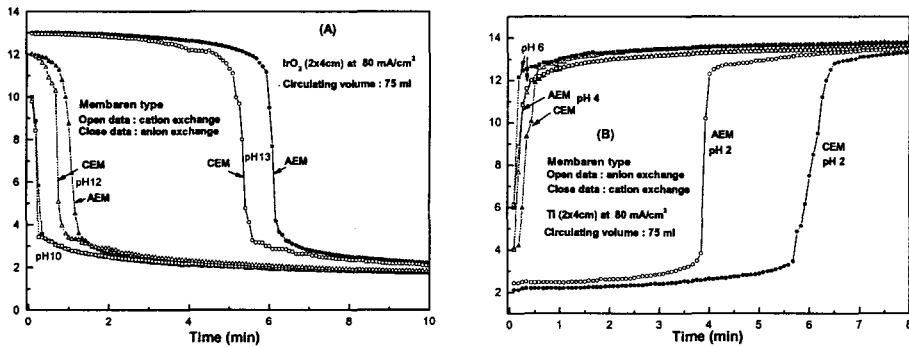 (A)
14
12
10
8
6
4
2
0
IrO2 (2x4cm) at 80 mA/cm2
Circulating volume : 75 ml
Membaren type
Open data : cation exchange
Close data : anion exchange
CEM
pH12
AEM
pH10
CEM
pH13
AEM
0 2 4 6 8 10
Time (min)
14
12
10
8
6
4
2
pH 6
AEM
pH 4
CEM
(B)
Membaren type
Open data : anion exchange
Close data : cation exchange
Ti (2x4cm) at 80 mA/cm2
Circulating volume : 75 ml
AEM
pH 2
CEM
pH 2
0 1 2 3 4 5 6 7 8
Time (min)